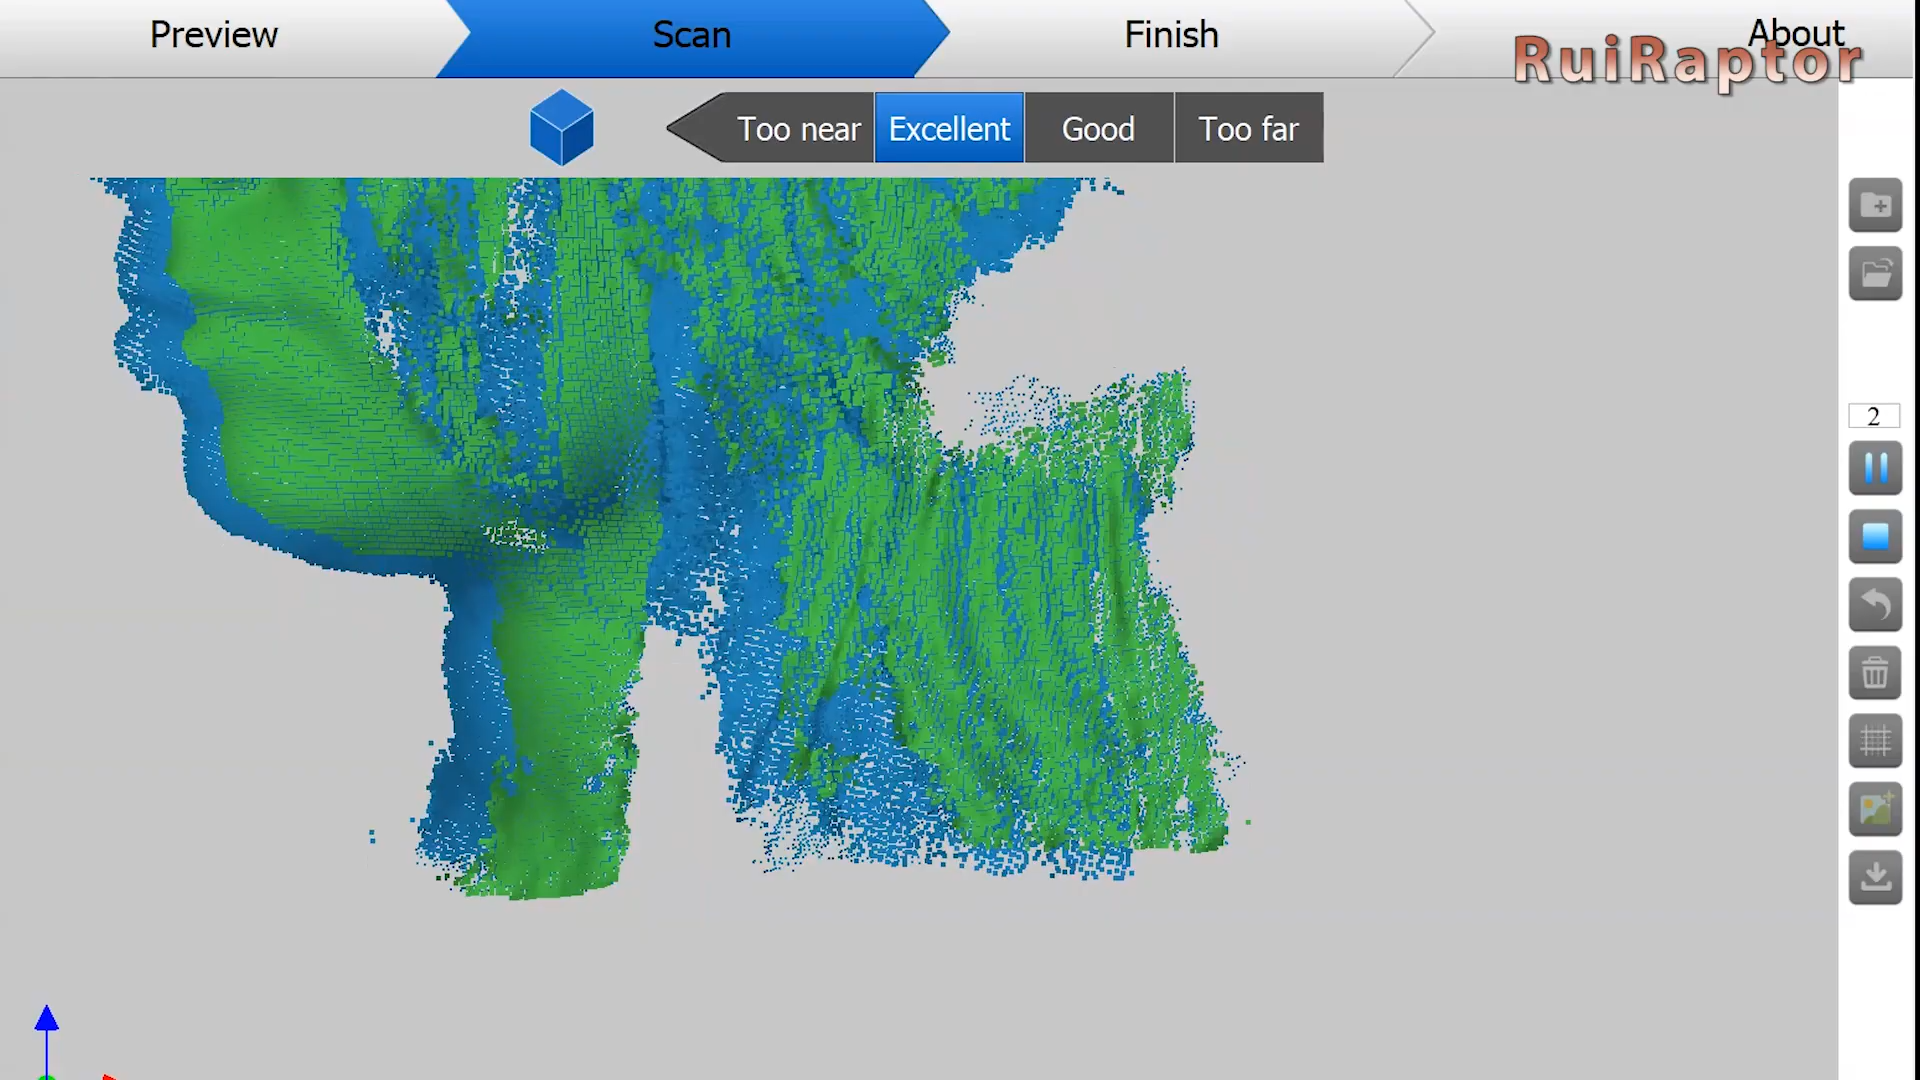 Preview
Scan
Finish
About
RuiRaptor
Too near
Excellent
Good
Too far
2